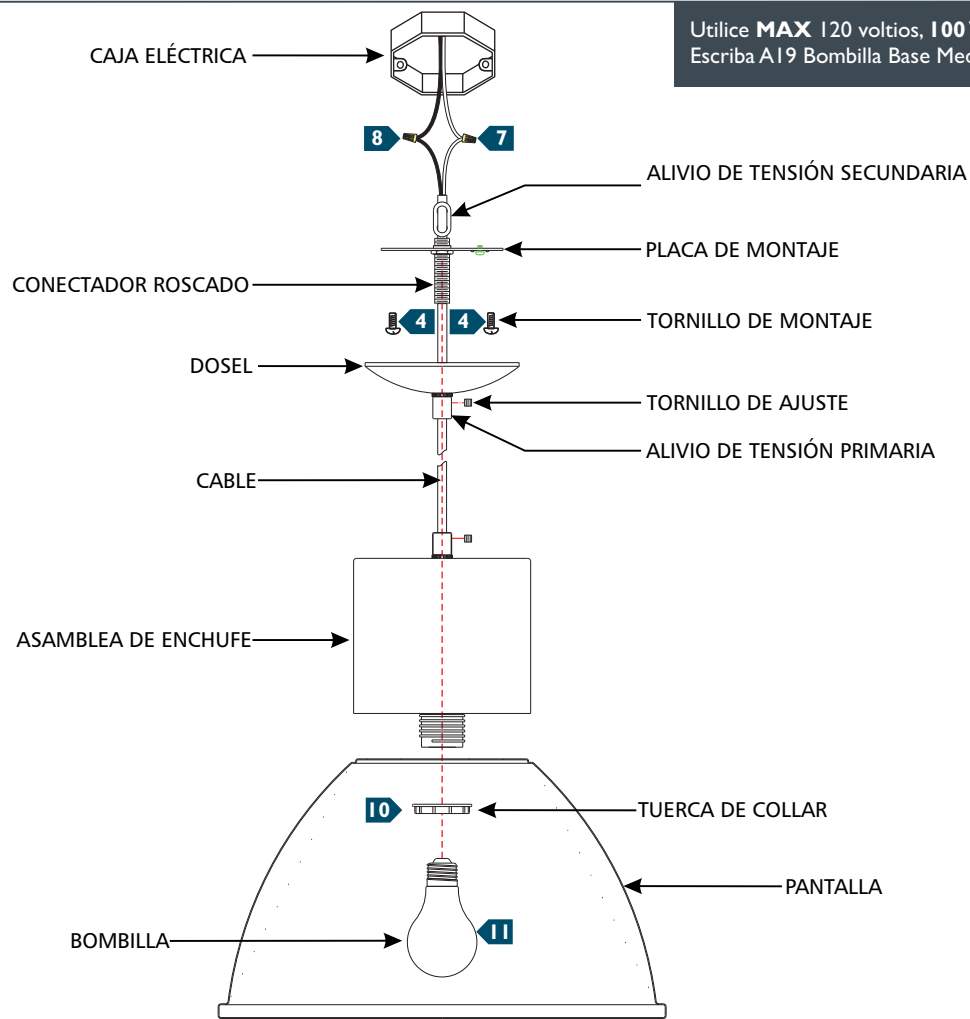 Utilice MAX 120 voltios, 100
Escriba A19 Bombilla Base
CAJA ELÉCTRICA
8
7
ALIVIO DE TENSIÓN SECUNDARIA
PLACA DE MONTAJE
CONECTADOR ROSCADO
4
4
TORNILLO DE MONTAJE
DOSEL
TORNILLO DE AJUSTE
ALIVIO DE TENSIÓN PRIMARIA
CABLE
ASAMBLEA DE ENCHUFE
10
TUERCA DE COLLAR
PANTALLA
BOMBILLA
11